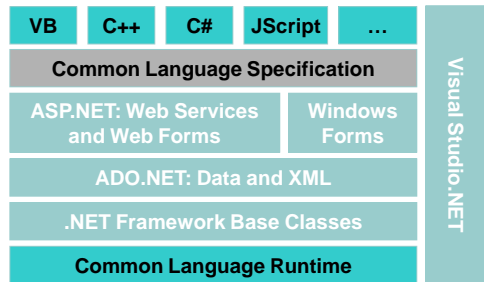 VB
C++
C#
JScript
…
Common Language Specification
ASP.NET: Web Services
and Web Forms
Windows
Forms
ADO.NET: Data and XML
.NET Framework Base Classes
Common Language Runtime
Visual Studio.NET